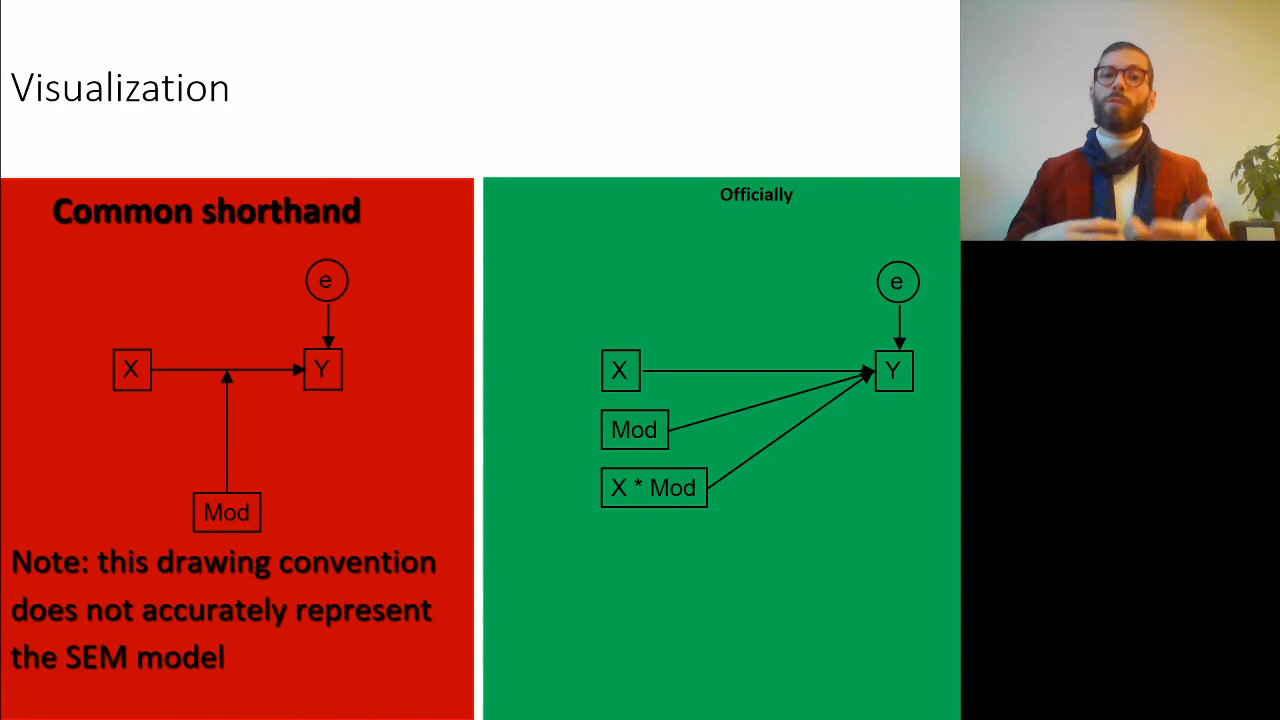 Visualization
Common shorthand
e
X
Y
Mod
Note: this drawing convention
does not accurately represent
the SEM model
Officially
e
X
Y
Mod
X * Mod